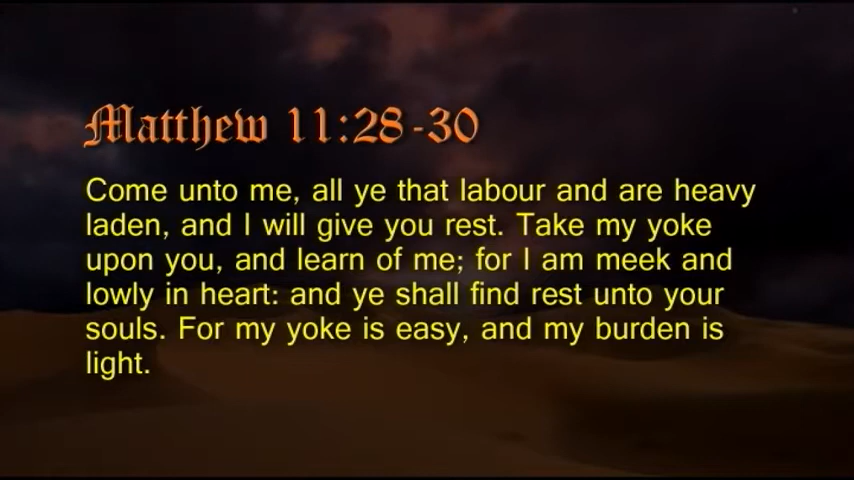 Matthew 11:28-30
Come unto me, all ye that labour and are heavy
laden, and I will give you rest. Take my yoke
upon you, and learn of me; for I am meek and
lowly in heart: and ye shall find rest unto your
souls. For my yoke is easy, and my burden is
light.